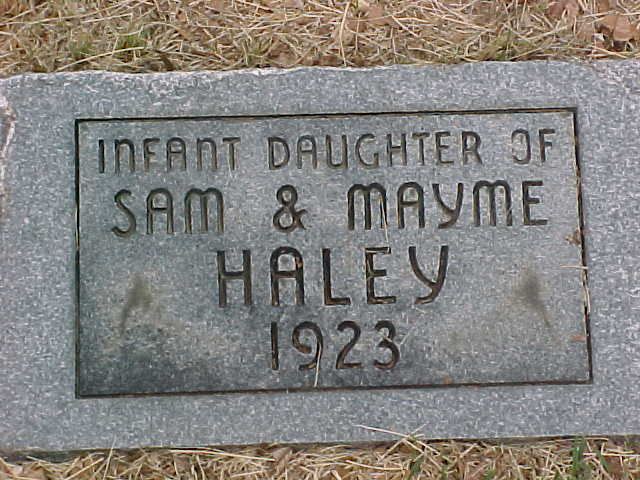 INFANT DAUGHTER OF
SAM & MAYME
HALEY
1923